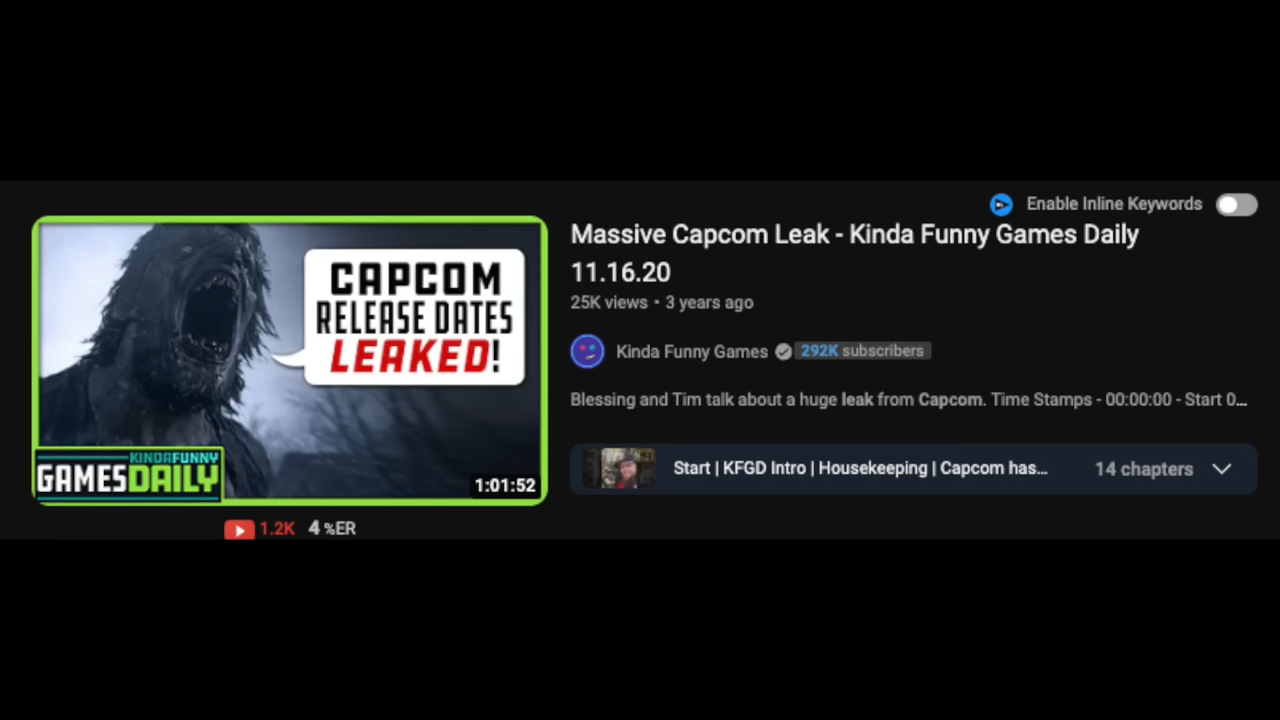 Enable Inline Keywords
CAPCOM
RELEASE DATES
LEAKED!
KINDAFUNNY
GAMESDAILY
1:01:52
1.2K 4 %ER
Massive Capcom Leak - Kinda Funny Games Daily
11.16.20
25K views • 3 years ago
Kinda Funny Games 292K subscribers
Blessing and Tim talk about a huge leak from Capcom. Time Stamps - 00:00:00 - Start 0...
Start | KFGD Intro | Housekeeping | Capcom has... 14 chapters